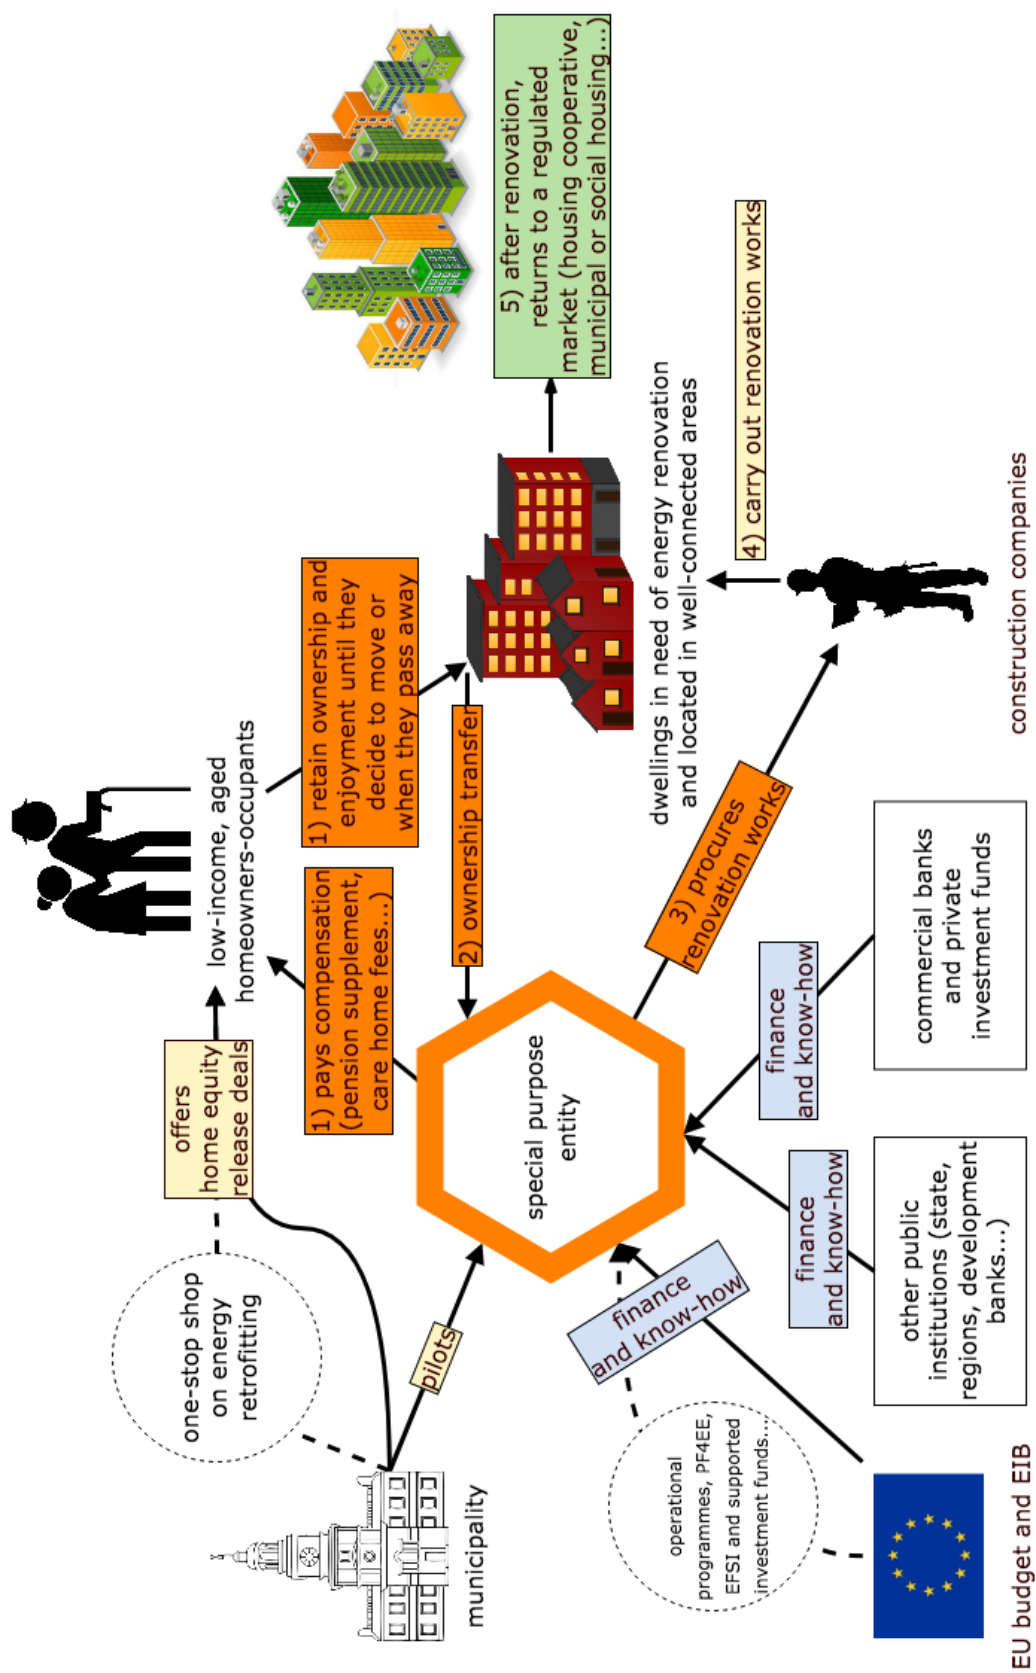 one-stop shop
on energy
retrofitting
municipality
offers
home equity
release deals
pilots
low-income, aged
homeowners-occupants
1) pays compensation
(pension supplement,
care home fees...)
1) retain ownership and
enjoyment until they
decide to move or
when they pass away
2) ownership transfer
special purpose
entity
5) after renovation,
returns to a regulated
market (housing cooperative,
municipal or social housing...)
dwellings in need of energy renovation
and located in well-connected areas
3) procures
renovation works
4) carry out renovation works
construction companies
finance
and know-how
operational
programmes, PF4EE,
EFSI and supported
investment funds...
EU budget and EIB
finance
and know-how
other public
institutions (state,
regions, development
banks...)
finance
and know-how
commercial banks
and private
investment funds